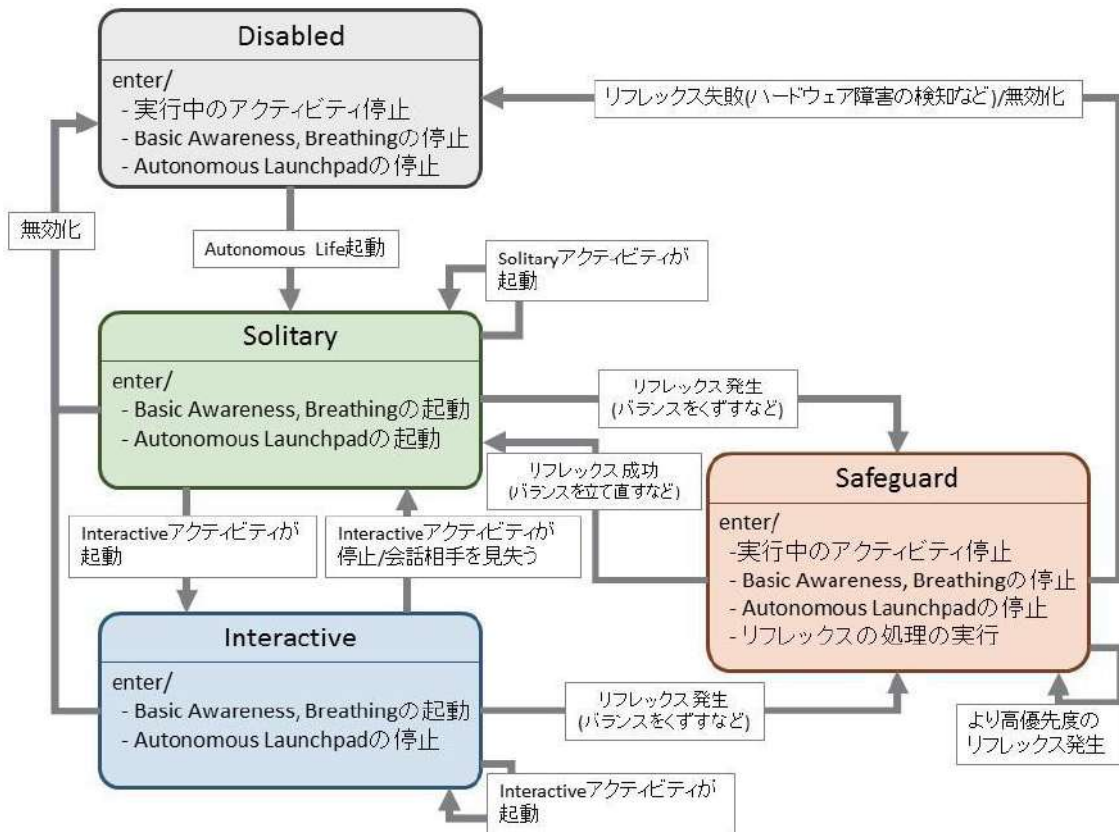 Disabled
enter/
- 実行中のアクティビティ停止
- Basic Awareness, Breathingの停止
- Autonomous Launchpadの停止
リフレックス失敗(ハードウェア障害の検知など)/無効化
無効化
Autonomous Life起動
Solitaryアクティビティが
起動
Solitary
enter/
- Basic Awareness, Breathingの起動
- Autonomous Launchpadの起動
リフレックス発生
(バランスをくずすなど)
リフレックス成功
(バランスを立て直すなど)
Safeguard
enter/
-実行中のアクティビティ停止
- Basic Awareness, Breathingの停止
- Autonomous Launchpadの停止
- リフレックスの処理の実行
Interactiveアクティビティが
起動
Interactiveアクティビティが
停止/会話相手を見失う
Interactive
enter/
- Basic Awareness, Breathingの起動
- Autonomous Launchpadの停止
リフレックス発生
(バランスをくずすなど)
より高優先度の
リフレックス発生
Interactiveアクティビティが
起動